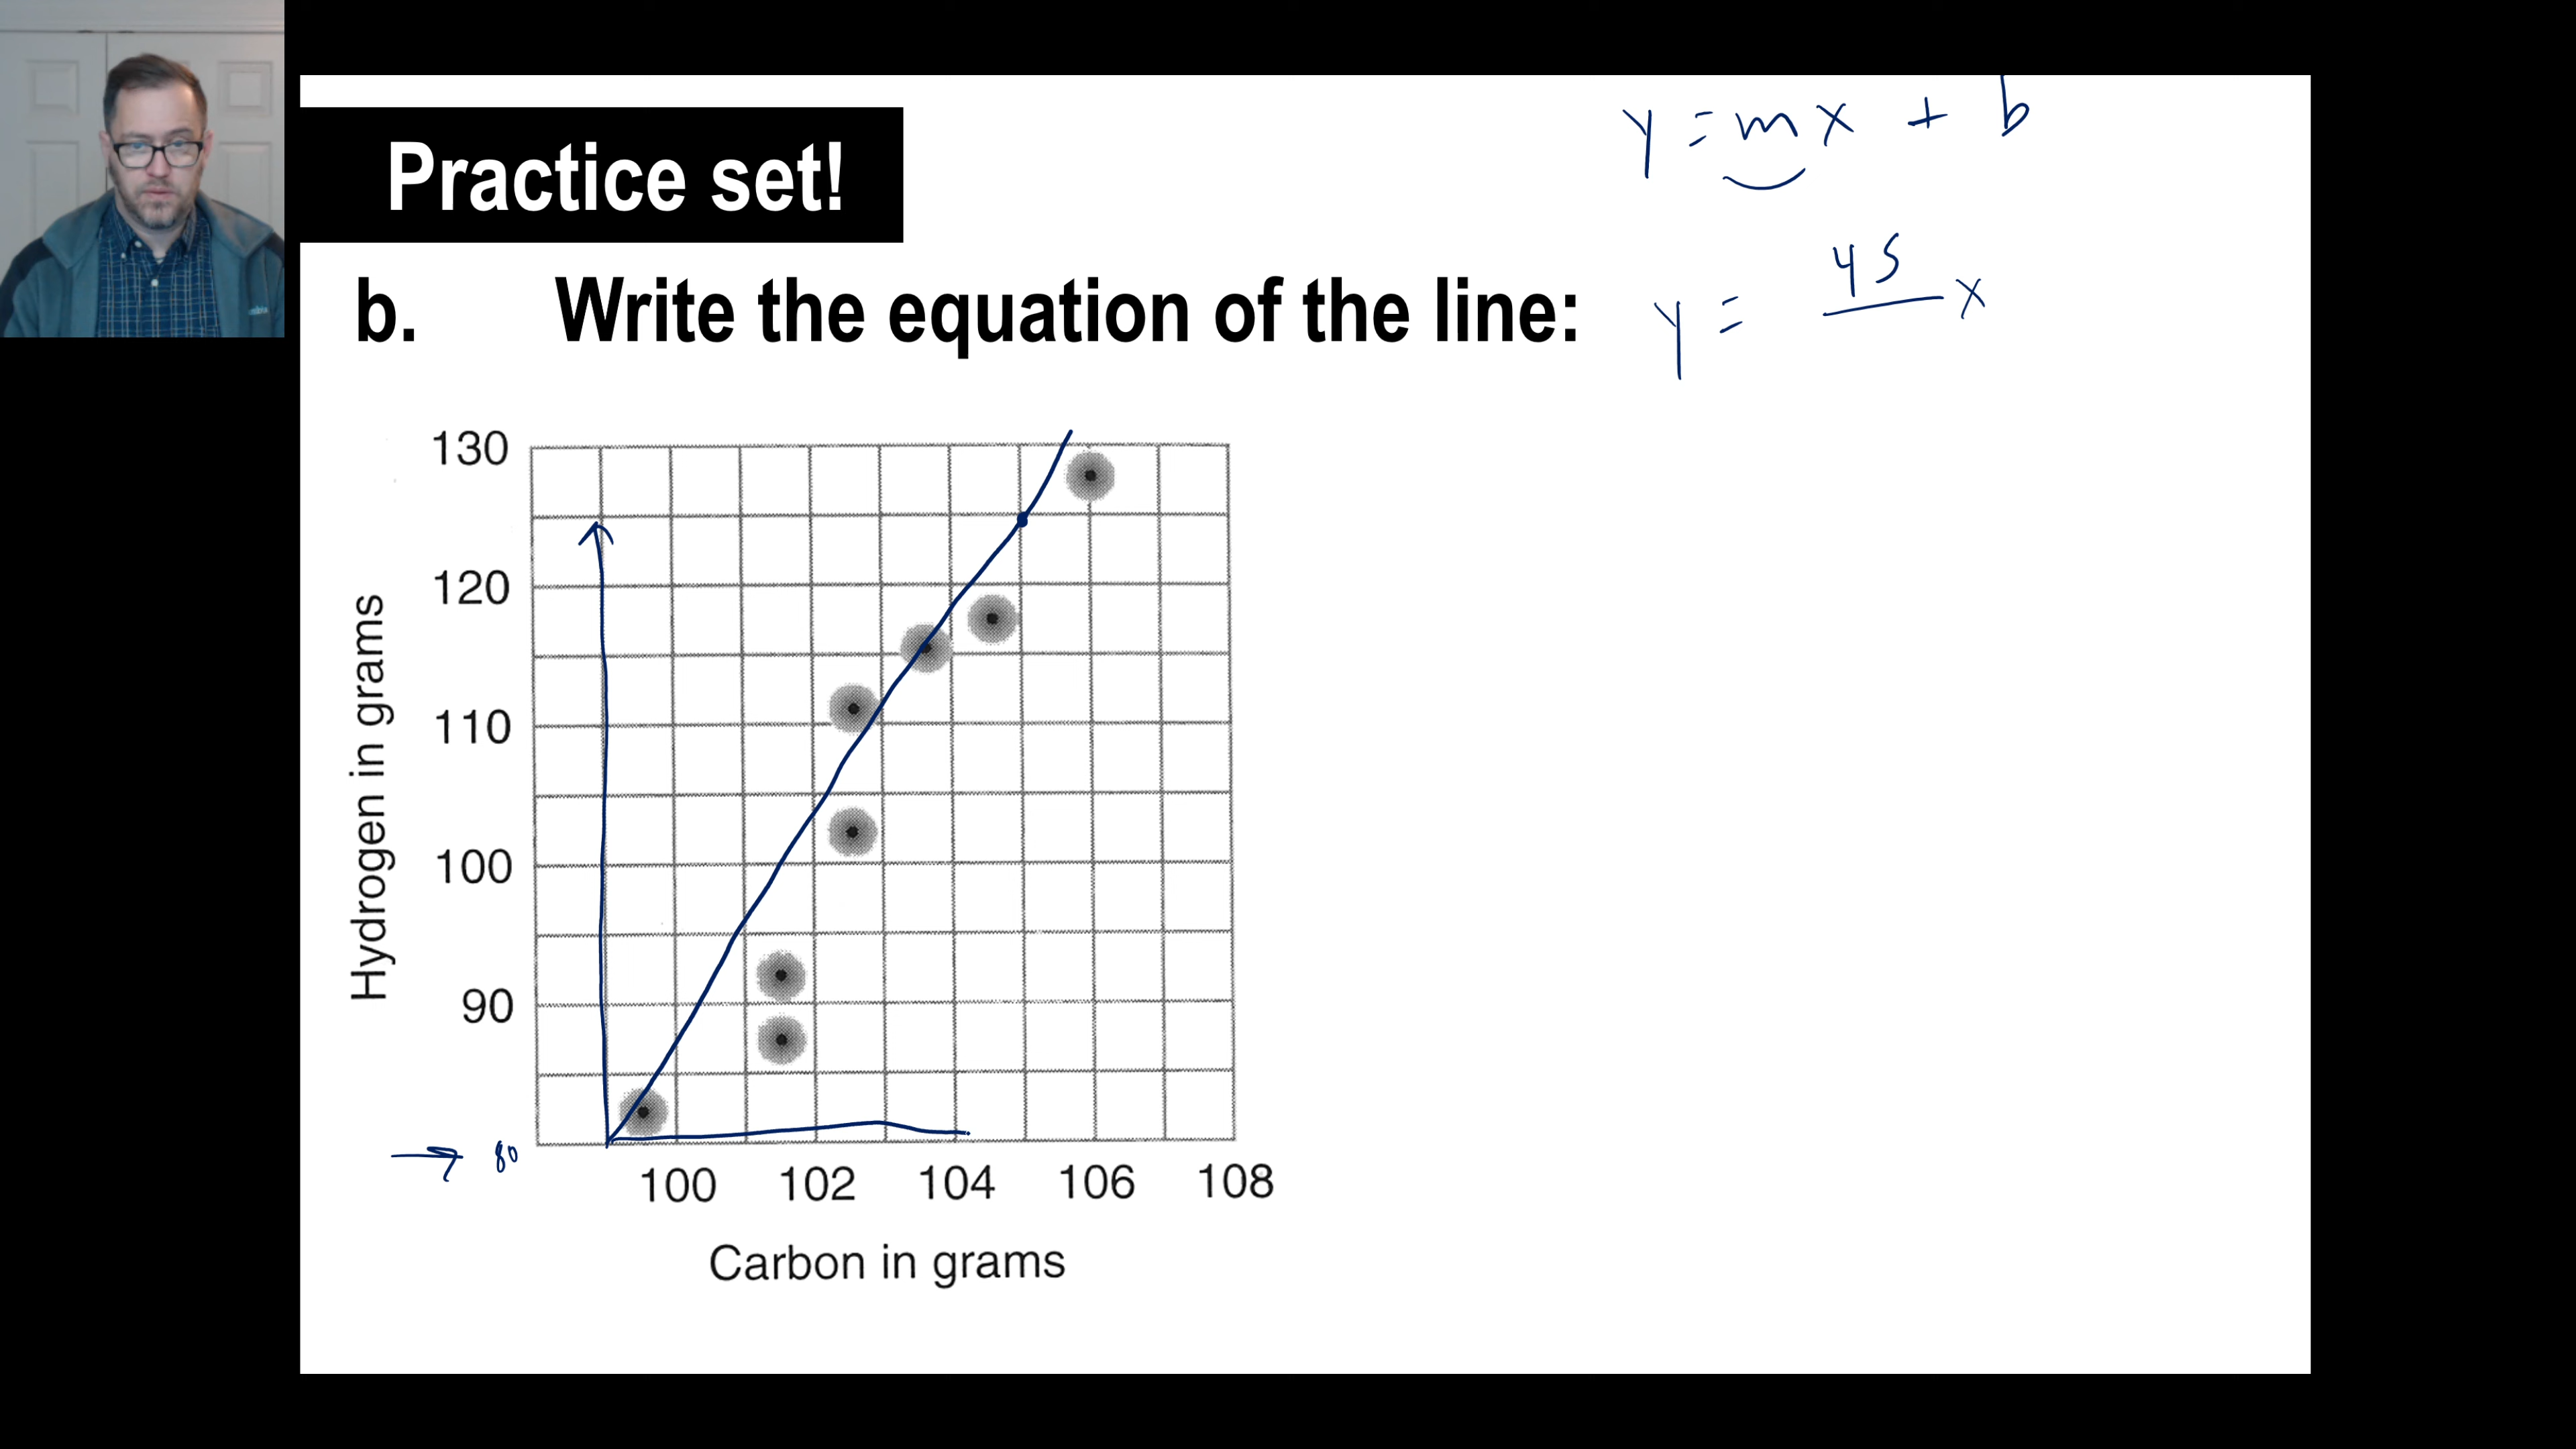 y = mx + b
Practice set!
45
b. Write the equation of the line: y = x
130
120
110
100
90
80
Hydrogen in grams
100 102 104 106 108
Carbon in grams